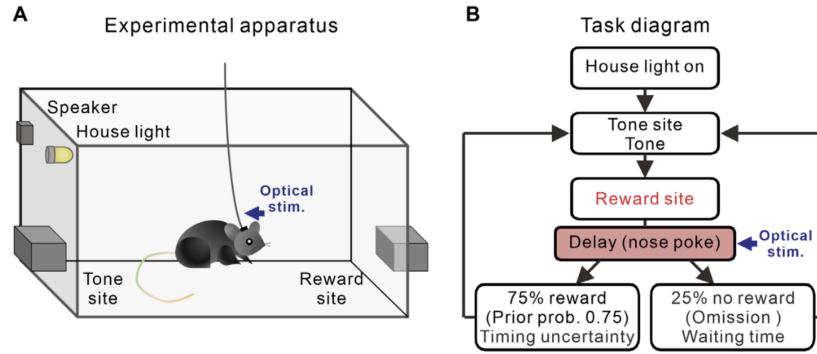 A
Experimental apparatus
Speaker
House light
Optical
stim.
Tone
site
Reward
site
B
Task diagram
House light on
Tone site
Tone
Reward site
Delay (nose poke)
Optical
stim.
75% reward
(Prior prob. 0.75)
Timing uncertainty
25% no reward
(Omission )
Waiting time